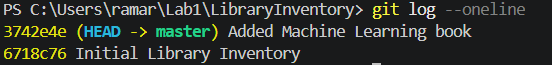 PS C:\Users\ramar\Lab1\LibraryInventory> git log --oneline
3742e4e (HEAD -> master) Added Machine Learning book
6718c76 Initial Library Inventory